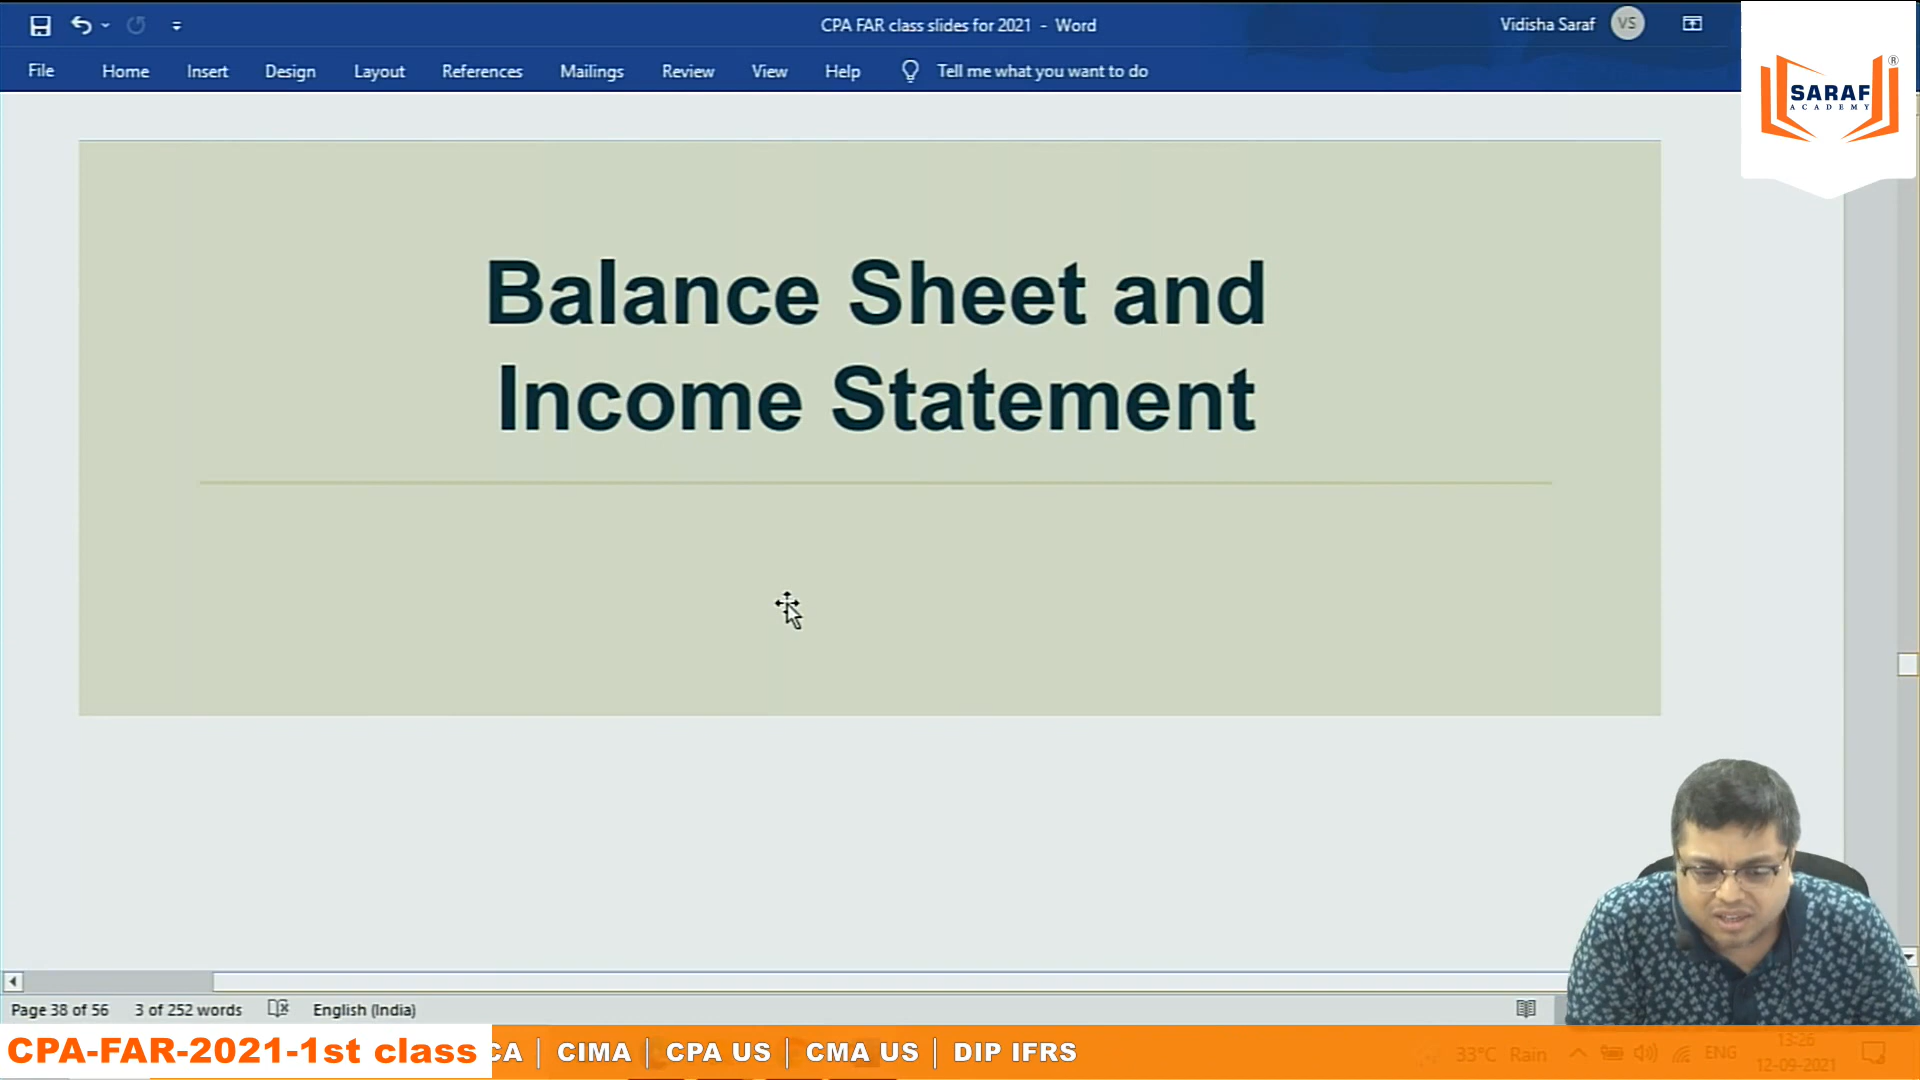 CPA FAR class slides for 2021 - Word
Vidisha Saraf
VS
File Home Insert Design Layout References Mailings Review View Help Tell me what you want to do
SARAF
ACADEMY
®
Balance Sheet and
Income Statement
Page 38 of 56 3 of 252 words English (India)
CPA-FAR-2021-1st class CA | CIMA | CPA US | CMA US | DIP IFRS
33°C Rain ENG
13:26
12-09-2021